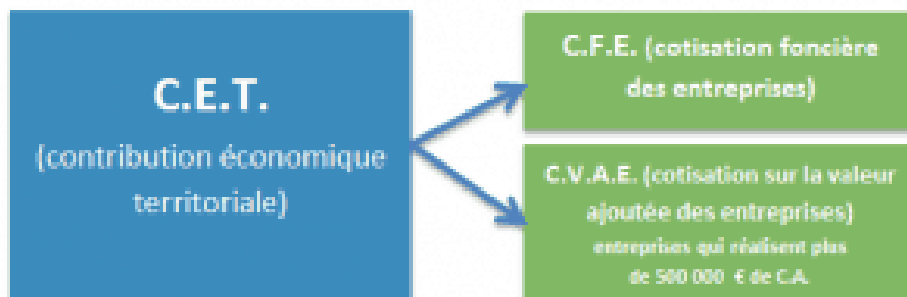 C.E.T.
(contribution économique
territoriale)
C.F.E. (cotisation foncière
des entreprises)
C.V.A.E. (cotisation sur la valeur
ajoutée des entreprises)
entreprises qui réalisent plus
de 500 000 € de C.A.